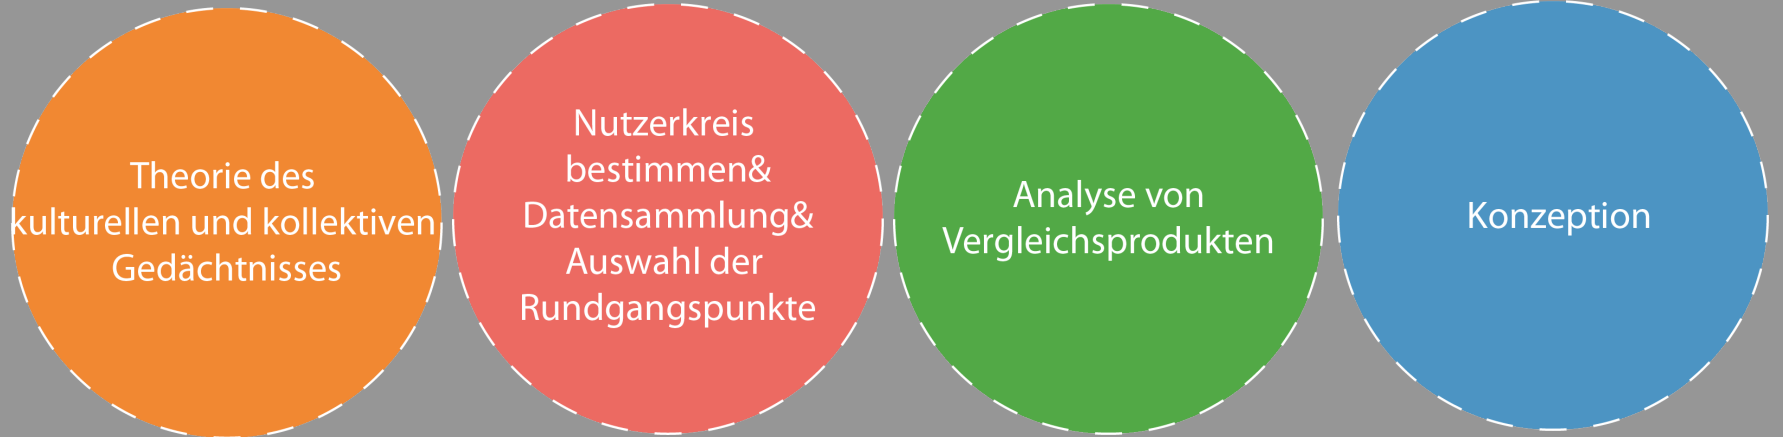 Theorie des
kulturellen und kollektiven
Gedächtnisses
Nutzerkreis
bestimmen&
Datensammlung&
Auswahl der
Rundgangspunkte
Analyse von
Vergleichsprodukten
Konzeption